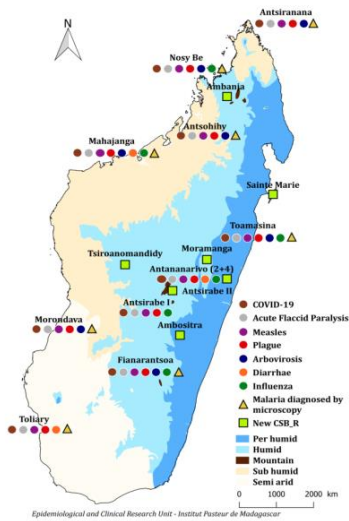 Antsiranana
N
Nosy Be
Ambanja
Antsohihy
Mahajanga
Sainte Marie
Toamasina
Moramanga
Tsiroanomandidy
Antananarivo (2+4)
Antsirabe II
Antsirabe I
Morondava
Ambositra
Fianarantsoa
Toliary
COVID-19
Acute Flaccid Paralysis
Measles
Plague
Arbovirosis
Diarrhae
Influenza
Malaria diagnosed by
microscopy
New CSB_R
Per humid
Humid
Mountain
Sub humid
Semi arid
0 1000 2000 km
Epidemiological and Clinical Research Unit - Institut Pasteur de Madagascar